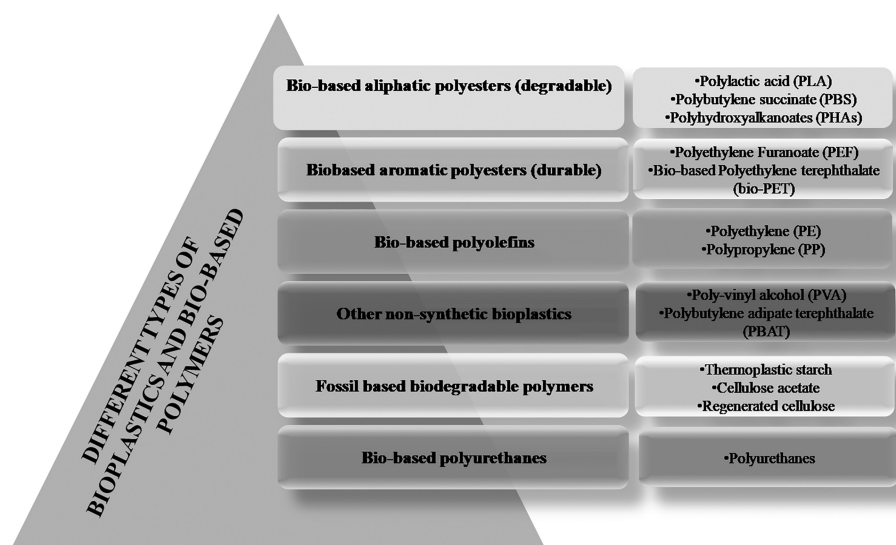 DIFFERENT TYPES OF
BIOPLASTICS AND BIO-BASED
POLYMERS
Bio-based aliphatic polyesters (degradable)
•Polylactic acid (PLA)
•Polybutylene succinate (PBS)
•Polyhydroxyalkanoates (PHAs)
Biobased aromatic polyesters (durable)
•Polyethylene Furanoate (PEF)
•Bio-based Polyethylene terephthalate
(bio-PET)
Bio-based polyolefins
•Polyethylene (PE)
•Polypropylene (PP)
Other non-synthetic bioplastics
•Poly-vinyl alcohol (PVA)
•Polybutylene adipate terephthalate
(PBAT)
Fossil based biodegradable polymers
•Thermoplastic starch
•Cellulose acetate
•Regenerated cellulose
Bio-based polyurethanes
•Polyurethanes